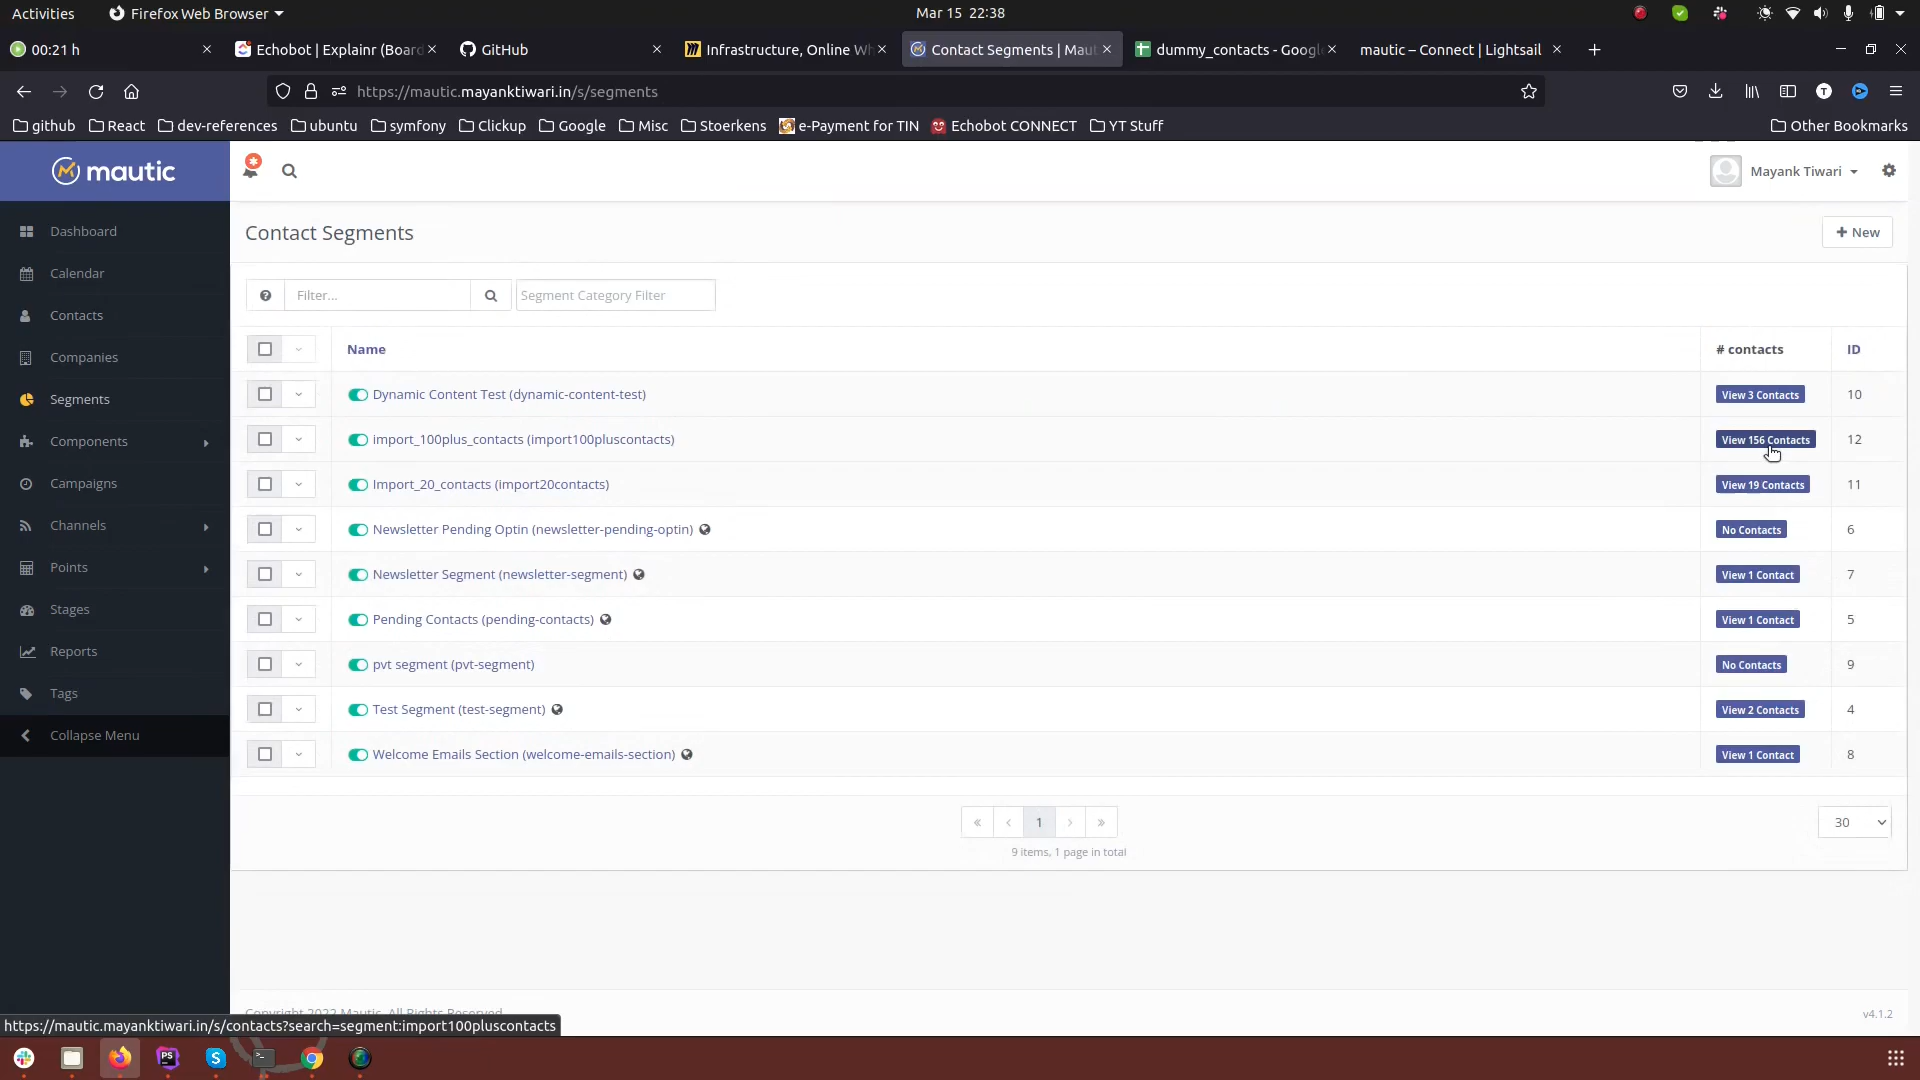 Activities Firefox Web Browser Mar 15 22:38
00:21 h Echobot | Explainr (Board GitHub Infrastructure, Online Wh Contact Segments | Maut dummy_contacts - Google mautic – Connect | Lightsail
https://mautic.mayanktiwari.in/s/segments
github React dev-references ubuntu symfony Clickup Google Misc Stoerkens e-Payment for TIN Echobot CONNECT YT Stuff Other Bookmarks
mautic Mayank Tiwari
Dashboard
Calendar
Contacts
Companies
Segments
Components
Campaigns
Channels
Points
Stages
Reports
Tags
Collapse Menu
Contact Segments + New
Filter... Segment Category Filter
Name # contacts ID
Dynamic Content Test (dynamic-content-test) View 3 Contacts 10
import_100plus_contacts (import100pluscontacts) View 156 Contacts 12
Import_20_contacts (import20contacts) View 19 Contacts 11
Newsletter Pending Optin (newsletter-pending-optin) No Contacts 6
Newsletter Segment (newsletter-segment) View 1 Contact 7
Pending Contacts (pending-contacts) View 1 Contact 5
pvt segment (pvt-segment) No Contacts 9
Test Segment (test-segment) View 2 Contacts 4
Welcome Emails Section (welcome-emails-section) View 1 Contact 8
« ‹ 1 › » 30
9 items, 1 page in total
Copyright 2022 Mautic. All Rights Reserved. v4.1.2
https://mautic.mayanktiwari.in/s/contacts?search=segment:import100pluscontacts